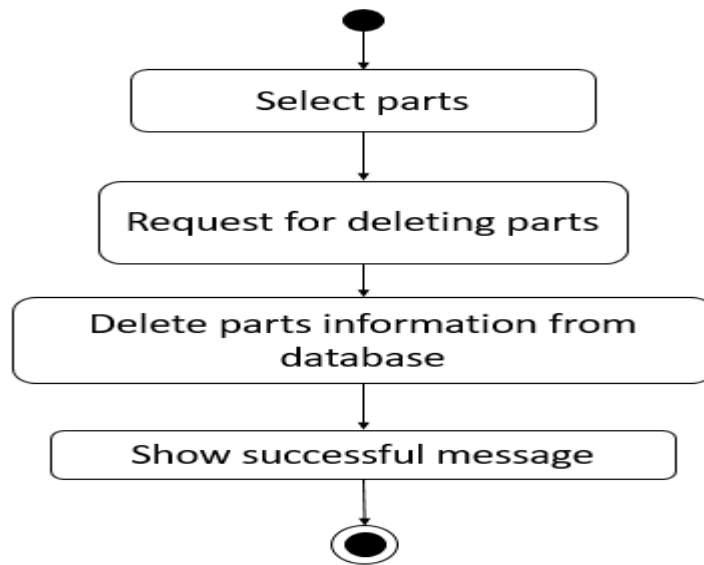 Select parts
Request for deleting parts
Delete parts information from
database
Show successful message